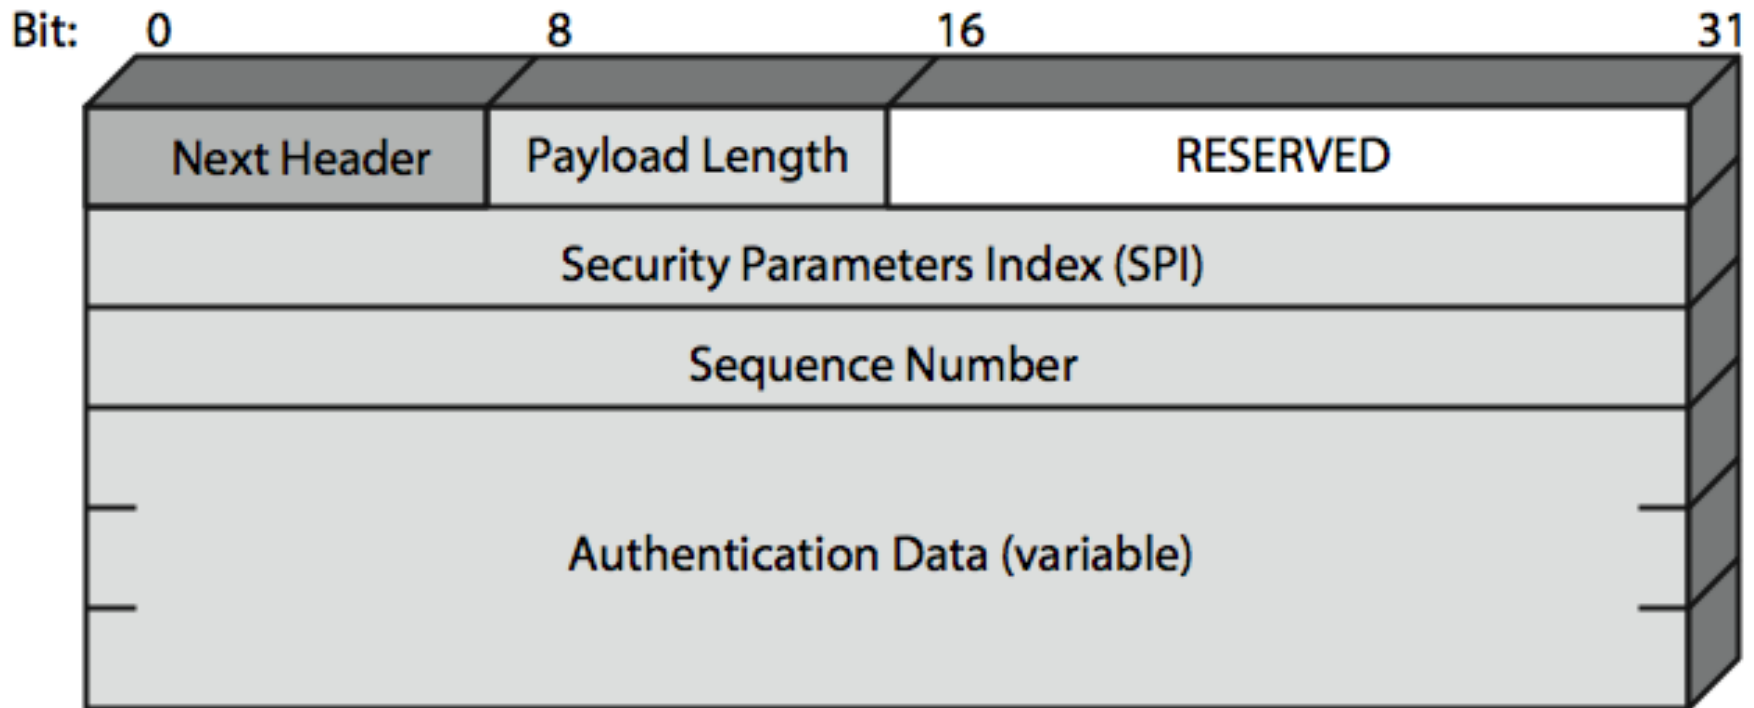 Bit: 0 8 16 31
Next Header Payload Length RESERVED
Security Parameters Index (SPI)
Sequence Number
Authentication Data (variable)